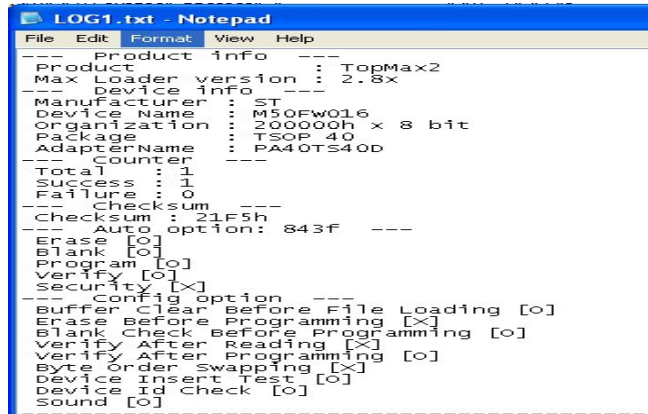 LOG1.txt - Notepad
File Edit Format View Help
--- Product info ---
Product : TopMax2
Max Loader version : 2.8x
--- Device info ---
Manufacturer : ST
Device Name : M50FW016
Organization : 200000h x 8 bit
Package : TSOP 40
AdapterName : PA40TS40D
--- Counter ---
Total : 1
Success : 1
Failure : 0
--- Checksum ---
Checksum : 21F5h
--- Auto option: 843f ---
Erase [O]
Blank [O]
Program [O]
Verify [O]
Security [X]
--- Config option ---
Buffer Clear Before File Loading [O]
Erase Before Programming [X]
Blank Check Before Programming [O]
Verify After Reading [X]
Verify After Programming [O]
Byte Order Swapping [X]
Device Insert Test [O]
Device Id Check [O]
Sound [O]